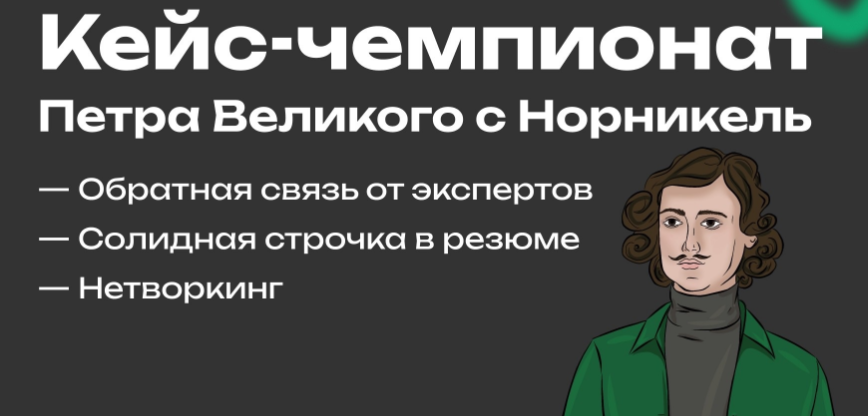 Кейс-чемпионат
Петра Великого с Норникель
— Обратная связь от экспертов
— Солидная строчка в резюме
— Нетворкинг